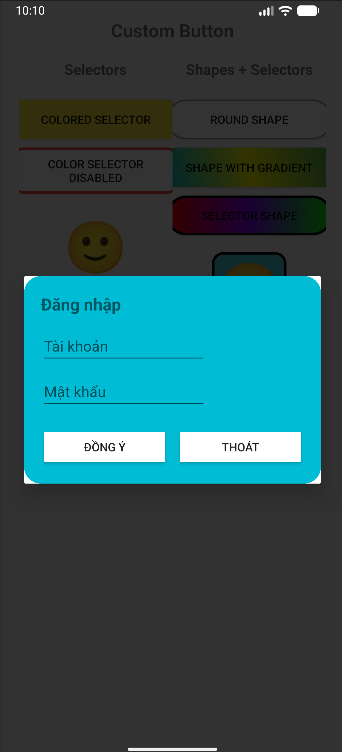 10:10
Custom Button
Selectors
Shapes + Selectors
COLORED SELECTOR
ROUND SHAPE
COLOR SELECTOR
DISABLED
SHAPE WITH GRADIENT
SELECTOR SHAPE
Đăng nhập
Tài khoản
Mật khẩu
ĐỒNG Ý
THOÁT